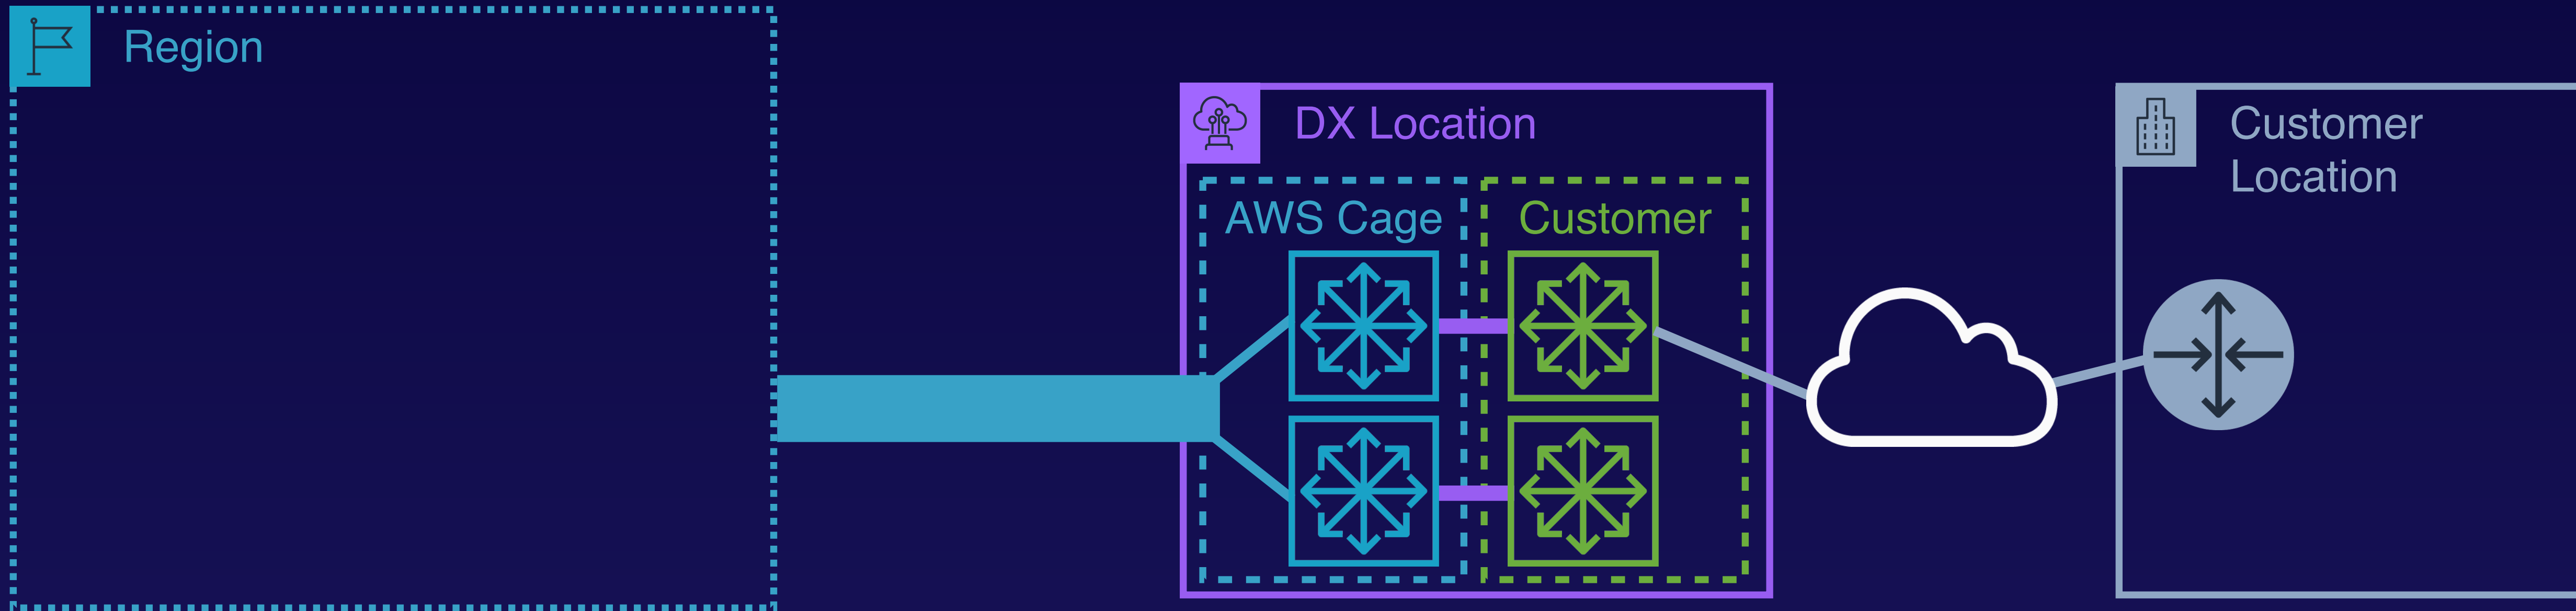 Region
DX Location
AWS Cage
Customer
Customer
Location